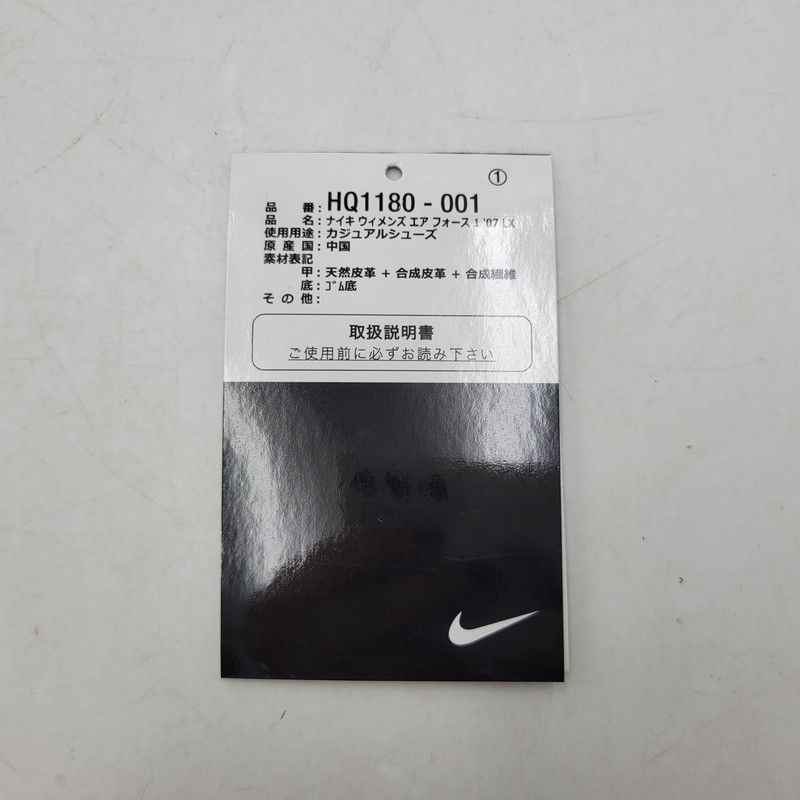 ①
品番：HQ1180 - 001
品名：ナイキ ウィメンズ エア フォース 1 '07 LX
使用用途：カジュアルシューズ
原産国：中国
素材表記
甲：天然皮革 + 合成皮革 + 合成繊維
底：ｺﾞﾑ底
その他：
取扱説明書
ご使用前に必ずお読み下さい